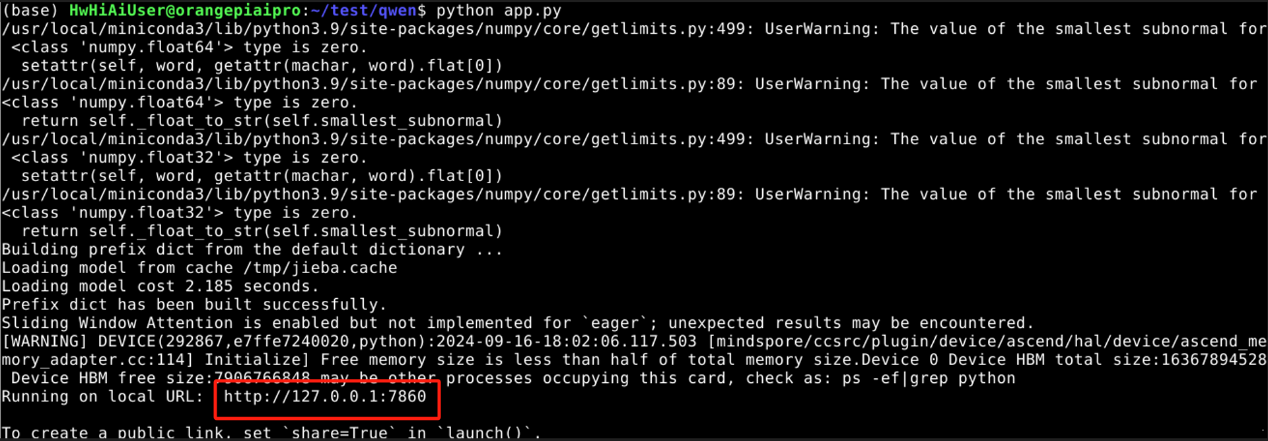 (base) HwHiAiUser@orangepiaipro:~/test/qwen$ python app.py
/usr/local/miniconda3/lib/python3.9/site-packages/numpy/core/getlimits.py:499: UserWarning: The value of the smallest subnormal for
 <class 'numpy.float64'> type is zero.
  setattr(self, word, getattr(machar, word).flat[0])
/usr/local/miniconda3/lib/python3.9/site-packages/numpy/core/getlimits.py:89: UserWarning: The value of the smallest subnormal for
<class 'numpy.float64'> type is zero.
  return self._float_to_str(self.smallest_subnormal)
/usr/local/miniconda3/lib/python3.9/site-packages/numpy/core/getlimits.py:499: UserWarning: The value of the smallest subnormal for
 <class 'numpy.float32'> type is zero.
  setattr(self, word, getattr(machar, word).flat[0])
/usr/local/miniconda3/lib/python3.9/site-packages/numpy/core/getlimits.py:89: UserWarning: The value of the smallest subnormal for
<class 'numpy.float32'> type is zero.
  return self._float_to_str(self.smallest_subnormal)
Building prefix dict from the default dictionary ...
Loading model from cache /tmp/jieba.cache
Loading model cost 2.185 seconds.
Prefix dict has been built successfully.
Sliding Window Attention is enabled but not implemented for `eager`; unexpected results may be encountered.
[WARNING] DEVICE(292867,e7ffe7240020,python):2024-09-16-18:02:06.117.503 [mindspore/ccsrc/plugin/device/ascend/hal/device/ascend_me
mory_adapter.cc:114] Initialize] Free memory size is less than half of total memory size.Device 0 Device HBM total size:16367894528
 Device HBM free size:7906766848 may be other processes occupying this card, check as: ps -ef|grep python
Running on local URL:  http://127.0.0.1:7860

To create a public link, set `share=True` in `launch()`.